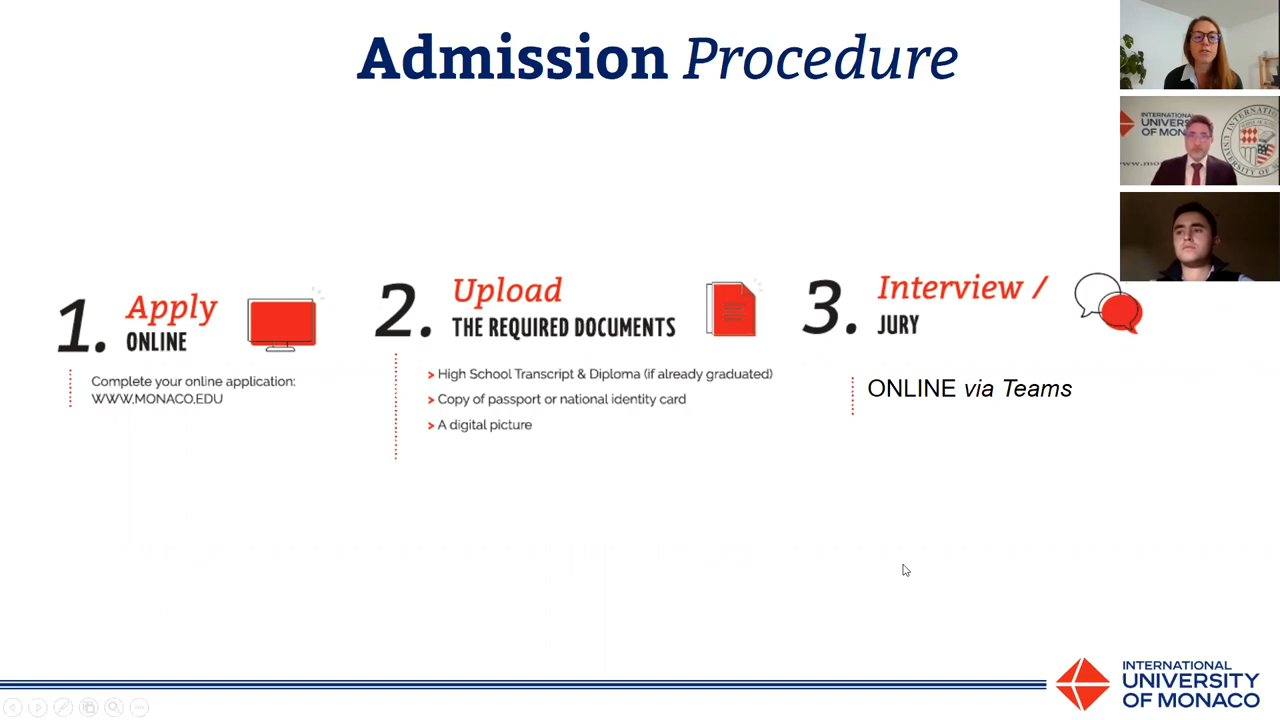 Admission Procedure
1. Apply
ONLINE
Complete your online application:
WWW.MONACO.EDU
2. Upload
THE REQUIRED DOCUMENTS
> High School Transcript & Diploma (if already graduated)
> Copy of passport or national identity card
> A digital picture
3. Interview /
JURY
ONLINE via Teams
INTERNATIONAL
UNIVERSITY
OF MONACO